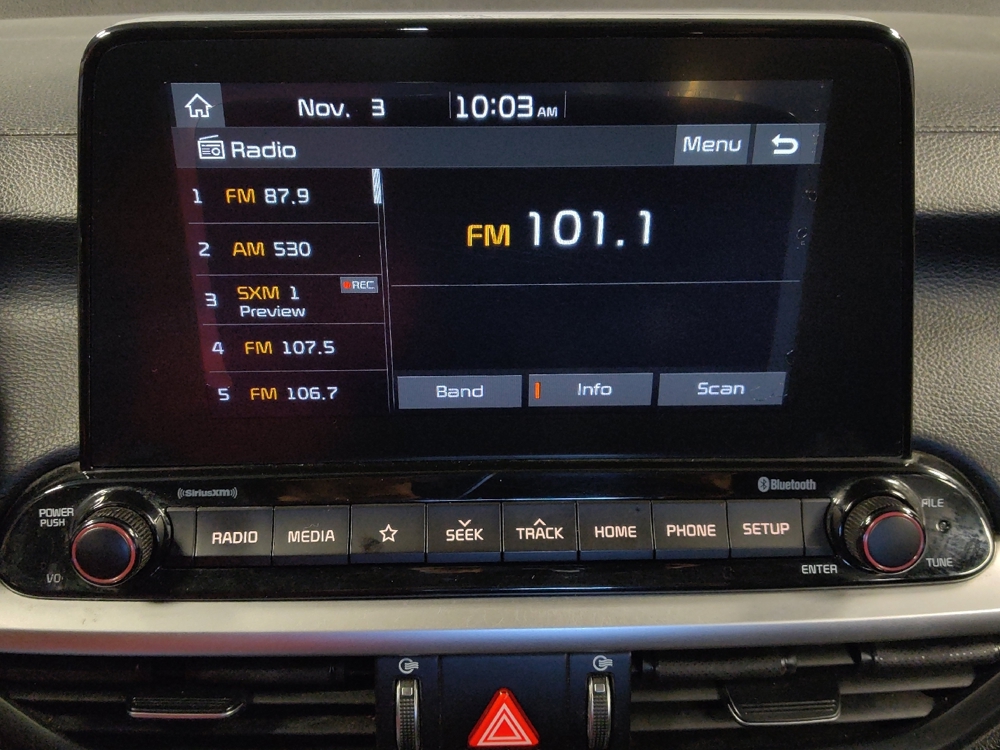 Nov. 3 10:03 AM
Radio Menu
1 FM 87.9
2 AM 530
3 SXM 1 REC
Preview
4 FM 107.5
5 FM 106.7
FM 101.1
Band Info Scan
((SiriusXM)) Bluetooth
POWER
PUSH
VO
RADIO MEDIA SEEK TRACK HOME PHONE SETUP
FILE
TUNE
ENTER